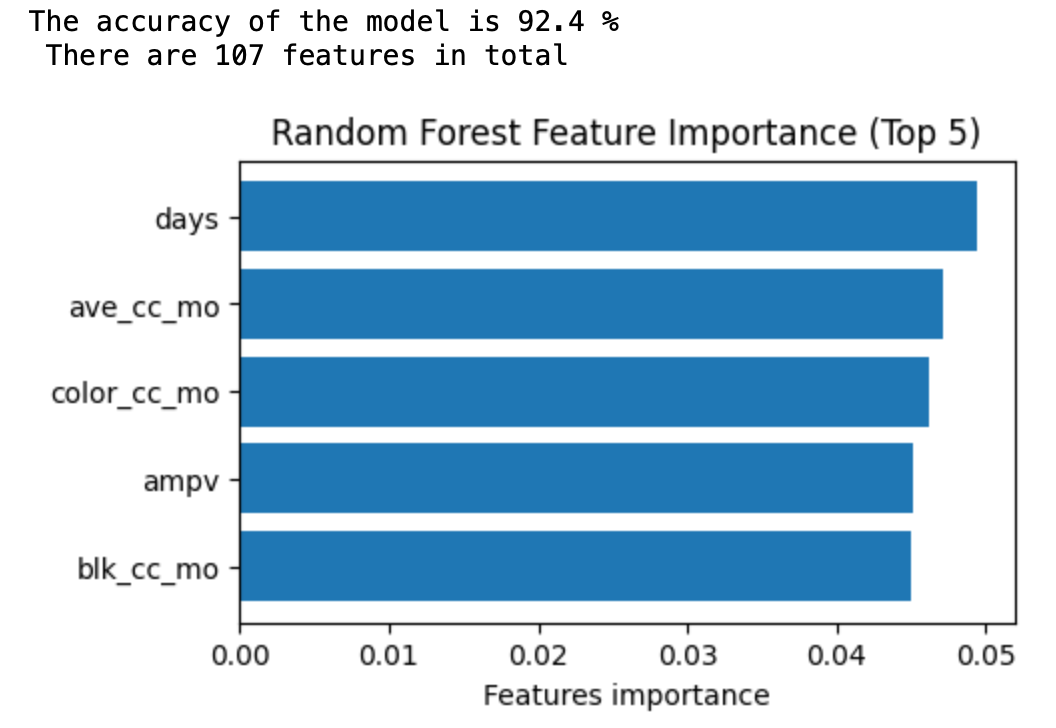 The accuracy of the model is 92.4 %
There are 107 features in total
Random Forest Feature Importance (Top 5)
days
ave_cc_mo
color_cc_mo
ampv
blk_cc_mo
0.00 0.01 0.02 0.03 0.04 0.05
Features importance